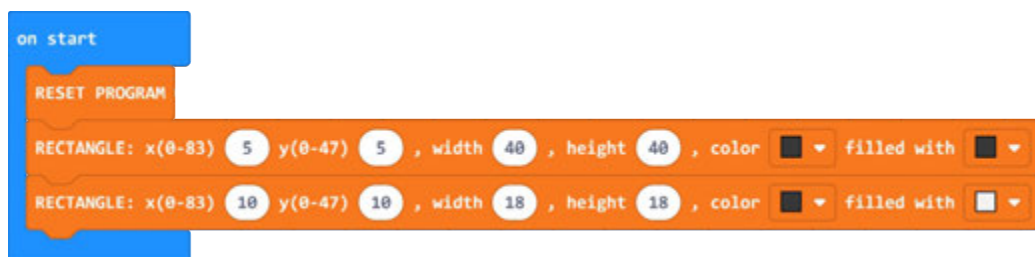 on start
RESET PROGRAM
RECTANGLE: x(0-83) 5 y(0-47) 5 , width 40 , height 40 , color filled with
RECTANGLE: x(0-83) 10 y(0-47) 10 , width 18 , height 18 , color filled with